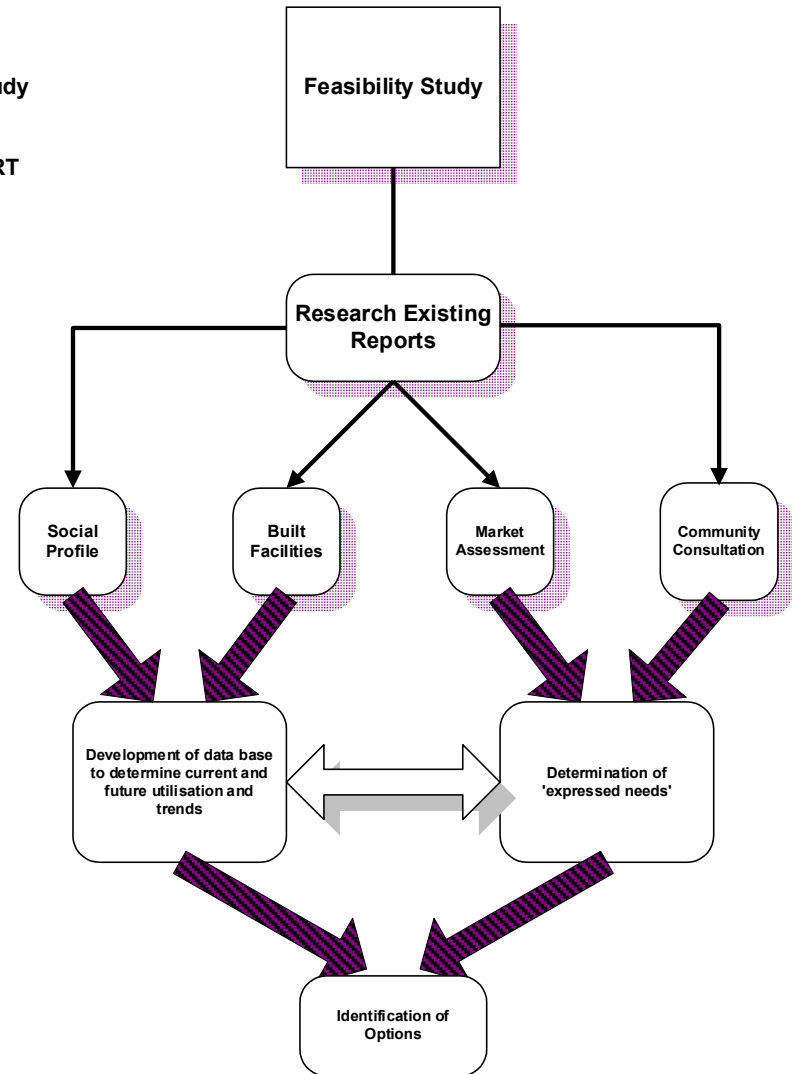 Feasibility Study
Research Existing
Reports
Social
Profile
Built
Facilities
Market
Assessment
Community
Consultation
Development of data base
to determine current and
future utilisation and
trends
Determination of
'expressed needs'
Identification of
Options